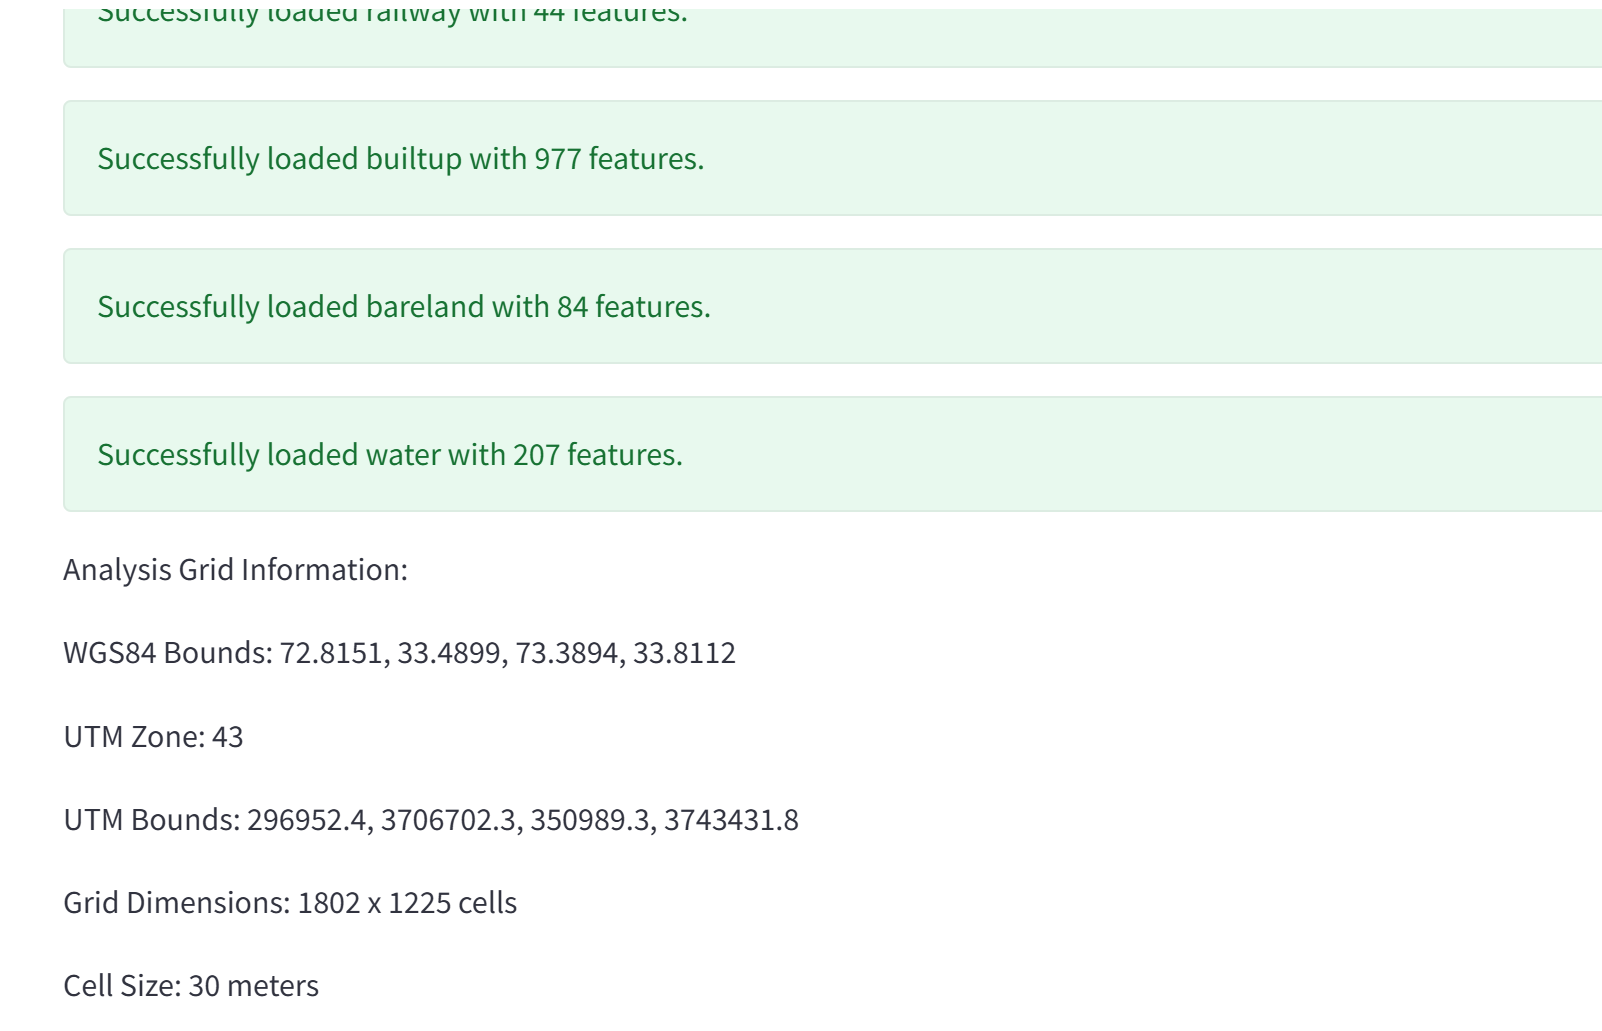 Successfully loaded railway with 44 features.
Successfully loaded builtup with 977 features.
Successfully loaded bareland with 84 features.
Successfully loaded water with 207 features.
Analysis Grid Information:
WGS84 Bounds: 72.8151, 33.4899, 73.3894, 33.8112
UTM Zone: 43
UTM Bounds: 296952.4, 3706702.3, 350989.3, 3743431.8
Grid Dimensions: 1802 x 1225 cells
Cell Size: 30 meters